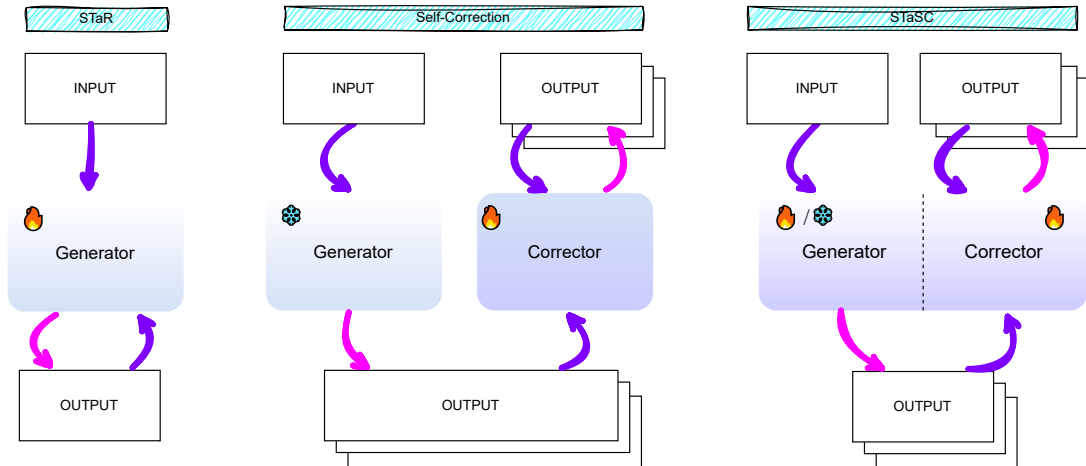 STaR
Self-Correction
STaSC
INPUT
INPUT
OUTPUT
INPUT
OUTPUT
/
Generator
Generator
Corrector
Generator
Corrector
OUTPUT
OUTPUT
OUTPUT